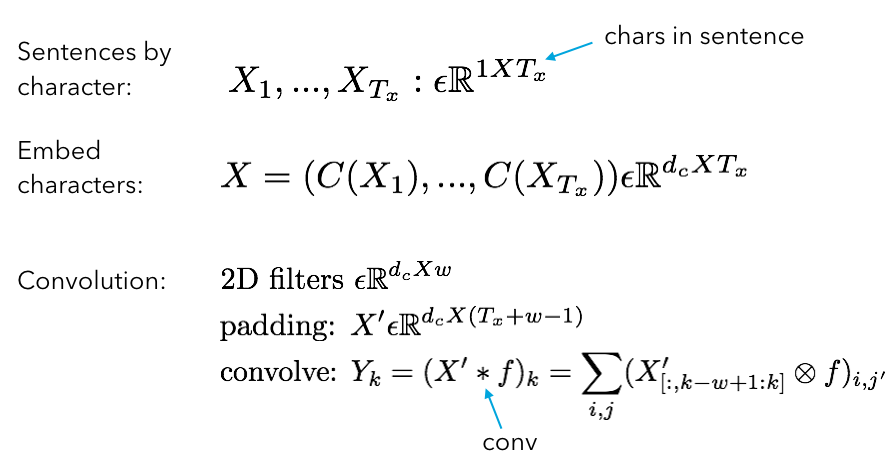 chars in sentence
Sentences by
character:
X_1, ..., X_{T_x} : ϵℝ^{1XT_x}
Embed
characters:
X = (C(X_1), ..., C(X_{T_x}))ϵℝ^{d_cXT_x}
Convolution:
2D filters ϵℝ^{d_cXw}
padding: X'ϵℝ^{d_cX(T_x+w−1)}
convolve: Y_k = (X' * f)_k = ∑_{i,j}(X'_{[:,k−w+1:k]} ⊗ f)_{i,j'}
conv